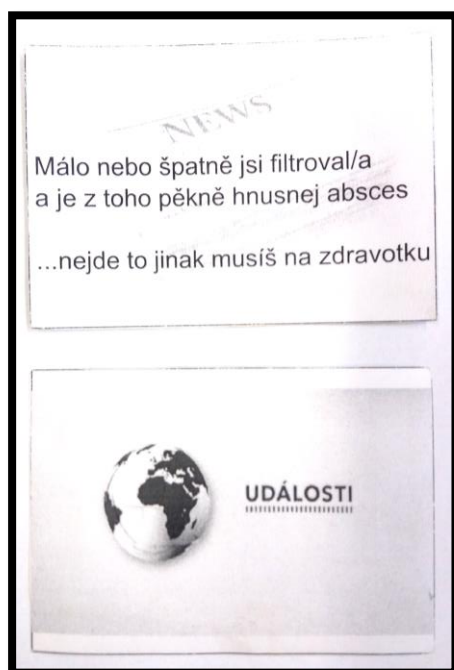 NEWS
Málo nebo špatně jsi filtroval/a
a je z toho pěkně hnusnej absces
...nejde to jinak musíš na zdravotku
UDÁLOSTI